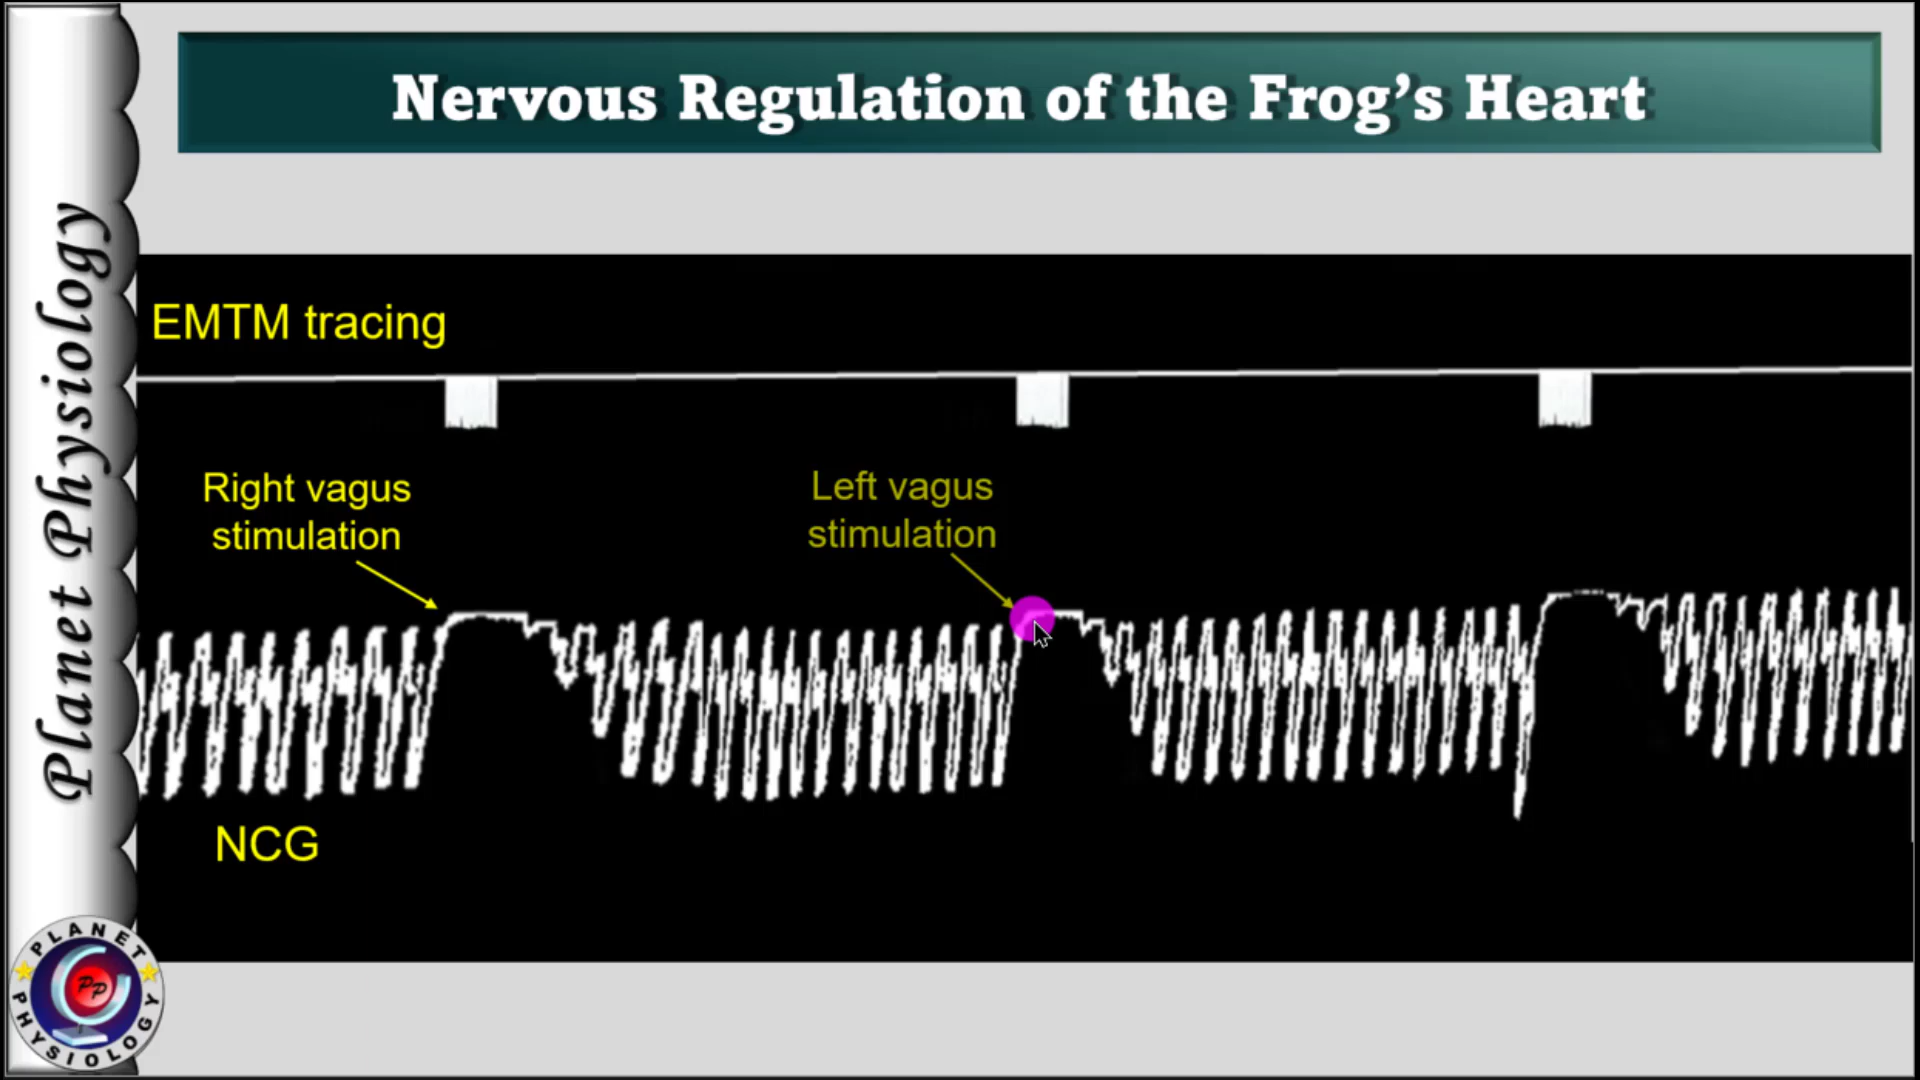 Nervous Regulation of the Frog's Heart
Planet Physiology
EMTM tracing
Right vagus
stimulation
Left vagus
stimulation
NCG
PLANET
PP
PHYSIOLOGY